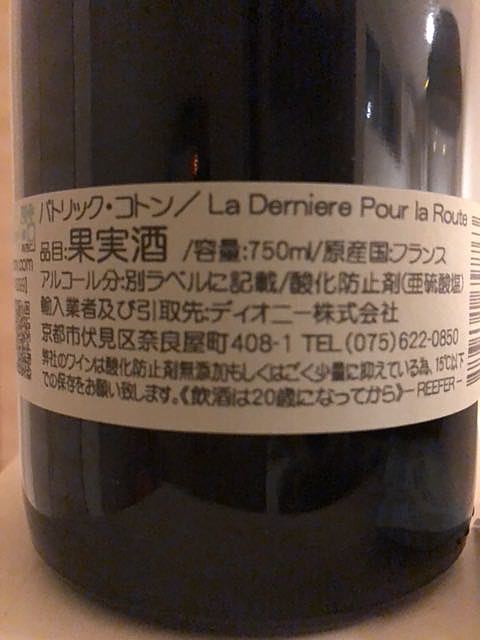 パトリック・コトン／La Derniere Pour la Route
品目:果実酒 /容量:750ml/原産国:フランス
アルコール分:別ラベルに記載/酸化防止剤(亜硫酸塩)
輸入業者及び引取先:ディオニー株式会社
京都市伏見区奈良屋町408-1 TEL(075)622-0850
弊社のワインは酸化防止剤無添加もしくはごく少量に抑えている為、15℃以下
での保存をお願い致します。《飲酒は20歳になってから》－REEFER－